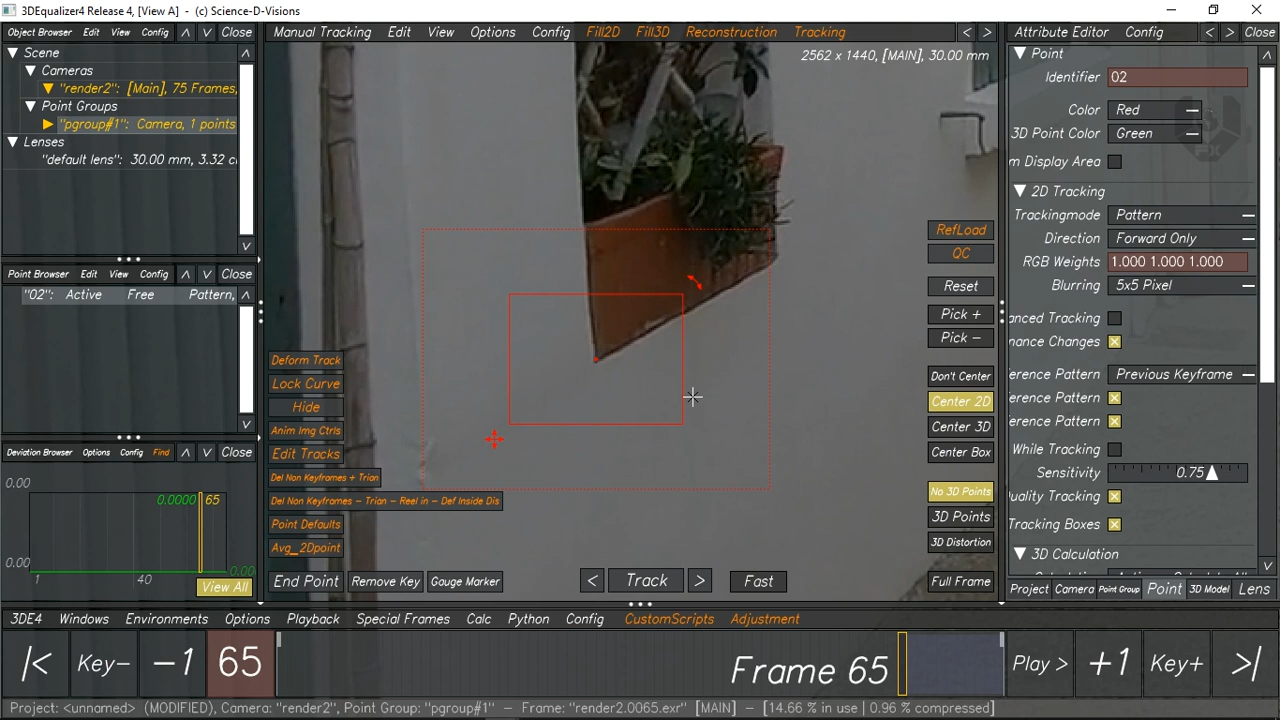 3DEqualizer4 Release 4, [View A] - (c) Science-D-Visions
Object Browser Edit View Config Close
Scene
Cameras
"render2": [Main], 75 Frames,
Point Groups
"pgroup#1": Camera, 1 points
Lenses
"default lens": 30.00 mm, 3.32 c
Point Browser Edit View Config Close
"02": Active Free Pattern,
Deviation Browser Options Config Find Close
0.00
0.0000 65
0.00
0.00
1 40
View All
Manual Tracking Edit View Options Config Fill2D Fill3D Reconstruction Tracking < >
2562 x 1440, [MAIN], 30.00 mm
Deform Track
Lock Curve
Hide
Anim Img Ctrls
Edit Tracks
Del Non Keyframes + Trian
Del Non Keyframes - Trian - Reel in - Def Inside Dis
Point Defaults
Avg_2Dpoint
End Point Remove Key Gauge Marker < Track > Fast Full Frame
RefLoad
QC
Reset
Pick +
Pick -
Don't Center
Center 2D
Center 3D
Center Box
No 3D Points
3D Points
3D Distortion
Attribute Editor Config < > Close
Point
Identifier 02
Color Red
3D Point Color Green
m Display Area
2D Tracking
Trackingmode Pattern
Direction Forward Only
RGB Weights 1.000 1.000 1.000
Blurring 5x5 Pixel
anced Tracking
nance Changes
erence Pattern Previous Keyframe
erence Pattern
erence Pattern
While Tracking
Sensitivity 0.75
uality Tracking
Tracking Boxes
3D Calculation
Project Camera Point Group Point 3D Model Lens
3DE4 Windows Environments Options Playback Special Frames Calc Python Config CustomScripts Adjustment
|< Key- -1 65 Frame 65 Play > +1 Key+ >|
Project: <unnamed> (MODIFIED), Camera: "render2", Point Group: "pgroup#1" - Frame: "render2.0065.exr" [MAIN] - [14.66 % in use | 0.96 % compressed]